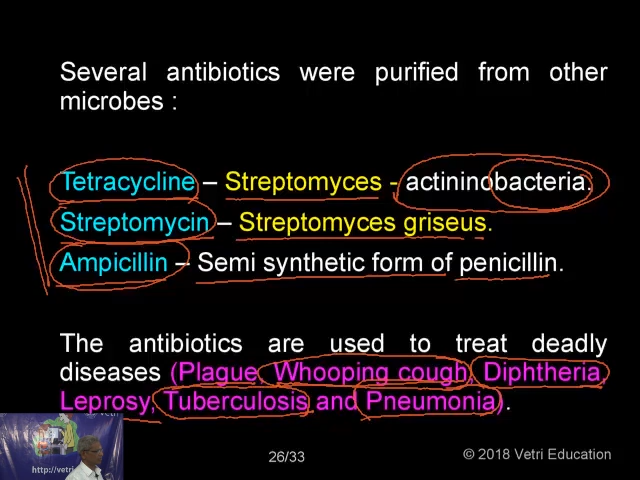 Several antibiotics were purified from other
microbes :
Tetracycline – Streptomyces - actininobacteria.
Streptomycin – Streptomyces griseus.
Ampicillin – Semi synthetic form of penicillin.
The antibiotics are used to treat deadly
diseases (Plague, Whooping cough, Diphtheria,
Leprosy, Tuberculosis and Pneumonia).
http://vetri
26/33
© 2018 Vetri Education